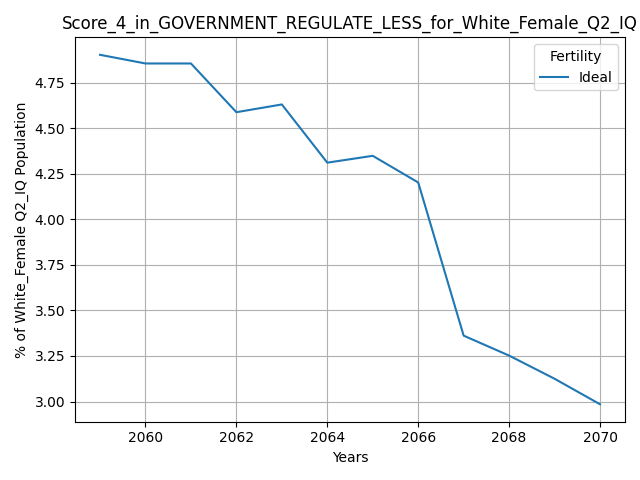 Score_4_in_GOVERNMENT_REGULATE_LESS_for_White_Female_Q2_IQ
Fertility
Ideal
% of White_Female Q2_IQ Population
4.75
4.50
4.25
4.00
3.75
3.50
3.25
3.00
2060 2062 2064 2066 2068 2070
Years